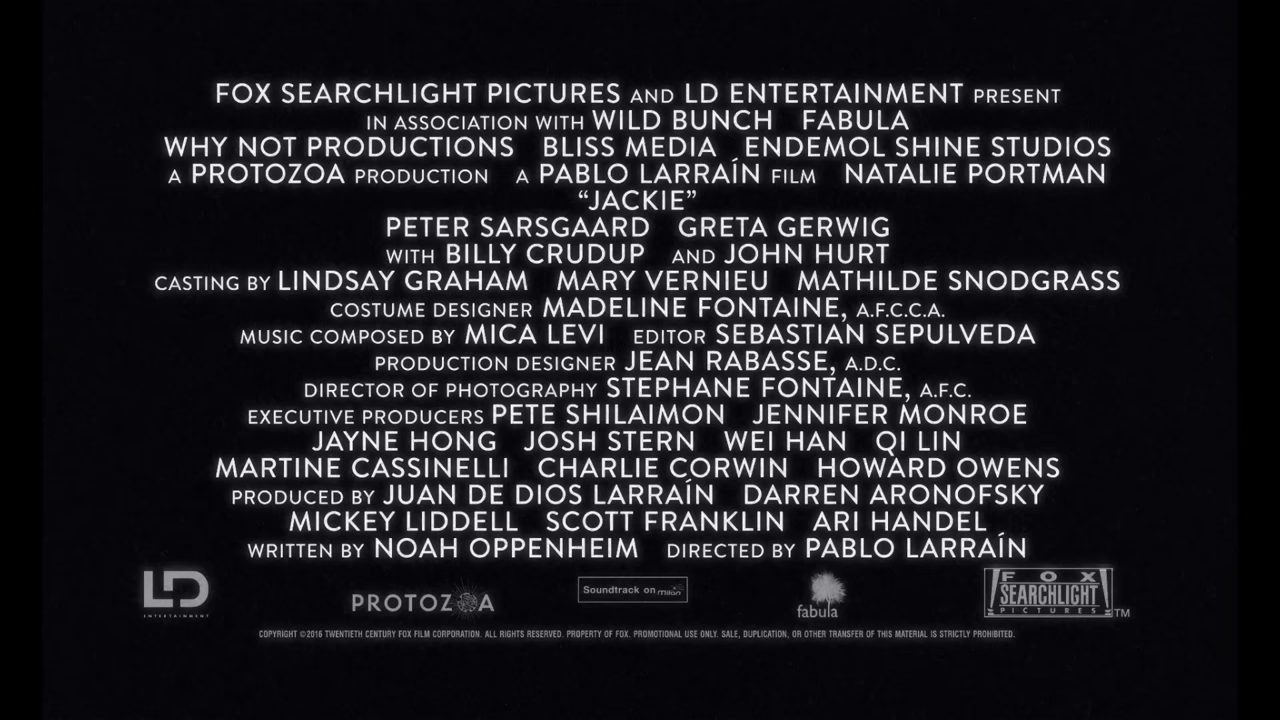 FOX SEARCHLIGHT PICTURES AND LD ENTERTAINMENT PRESENT
IN ASSOCIATION WITH WILD BUNCH FABULA
WHY NOT PRODUCTIONS BLISS MEDIA ENDEMOL SHINE STUDIOS
A PROTOZOA PRODUCTION A PABLO LARRAÍN FILM NATALIE PORTMAN
“JACKIE”
PETER SARSGAARD GRETA GERWIG
WITH BILLY CRUDUP AND JOHN HURT
CASTING BY LINDSAY GRAHAM MARY VERNIEU MATHILDE SNODGRASS
COSTUME DESIGNER MADELINE FONTAINE, A.F.C.C.A.
MUSIC COMPOSED BY MICA LEVI EDITOR SEBASTIAN SEPULVEDA
PRODUCTION DESIGNER JEAN RABASSE, A.D.C.
DIRECTOR OF PHOTOGRAPHY STEPHANE FONTAINE, A.F.C.
EXECUTIVE PRODUCERS PETE SHILAIMON JENNIFER MONROE
JAYNE HONG JOSH STERN WEI HAN QI LIN
MARTINE CASSINELLI CHARLIE CORWIN HOWARD OWENS
PRODUCED BY JUAN DE DIOS LARRAÍN DARREN ARONOFSKY
MICKEY LIDDELL SCOTT FRANKLIN ARI HANDEL
WRITTEN BY NOAH OPPENHEIM DIRECTED BY PABLO LARRAÍN
LD
ENTERTAINMENT
PROTOZOA
Soundtrack on milan
fabula
FOX
SEARCHLIGHT
PICTURES TM
COPYRIGHT ©2016 TWENTIETH CENTURY FOX FILM CORPORATION. ALL RIGHTS RESERVED. PROPERTY OF FOX. PROMOTIONAL USE ONLY. SALE, DUPLICATION, OR OTHER TRANSFER OF THIS MATERIAL IS STRICTLY PROHIBITED.